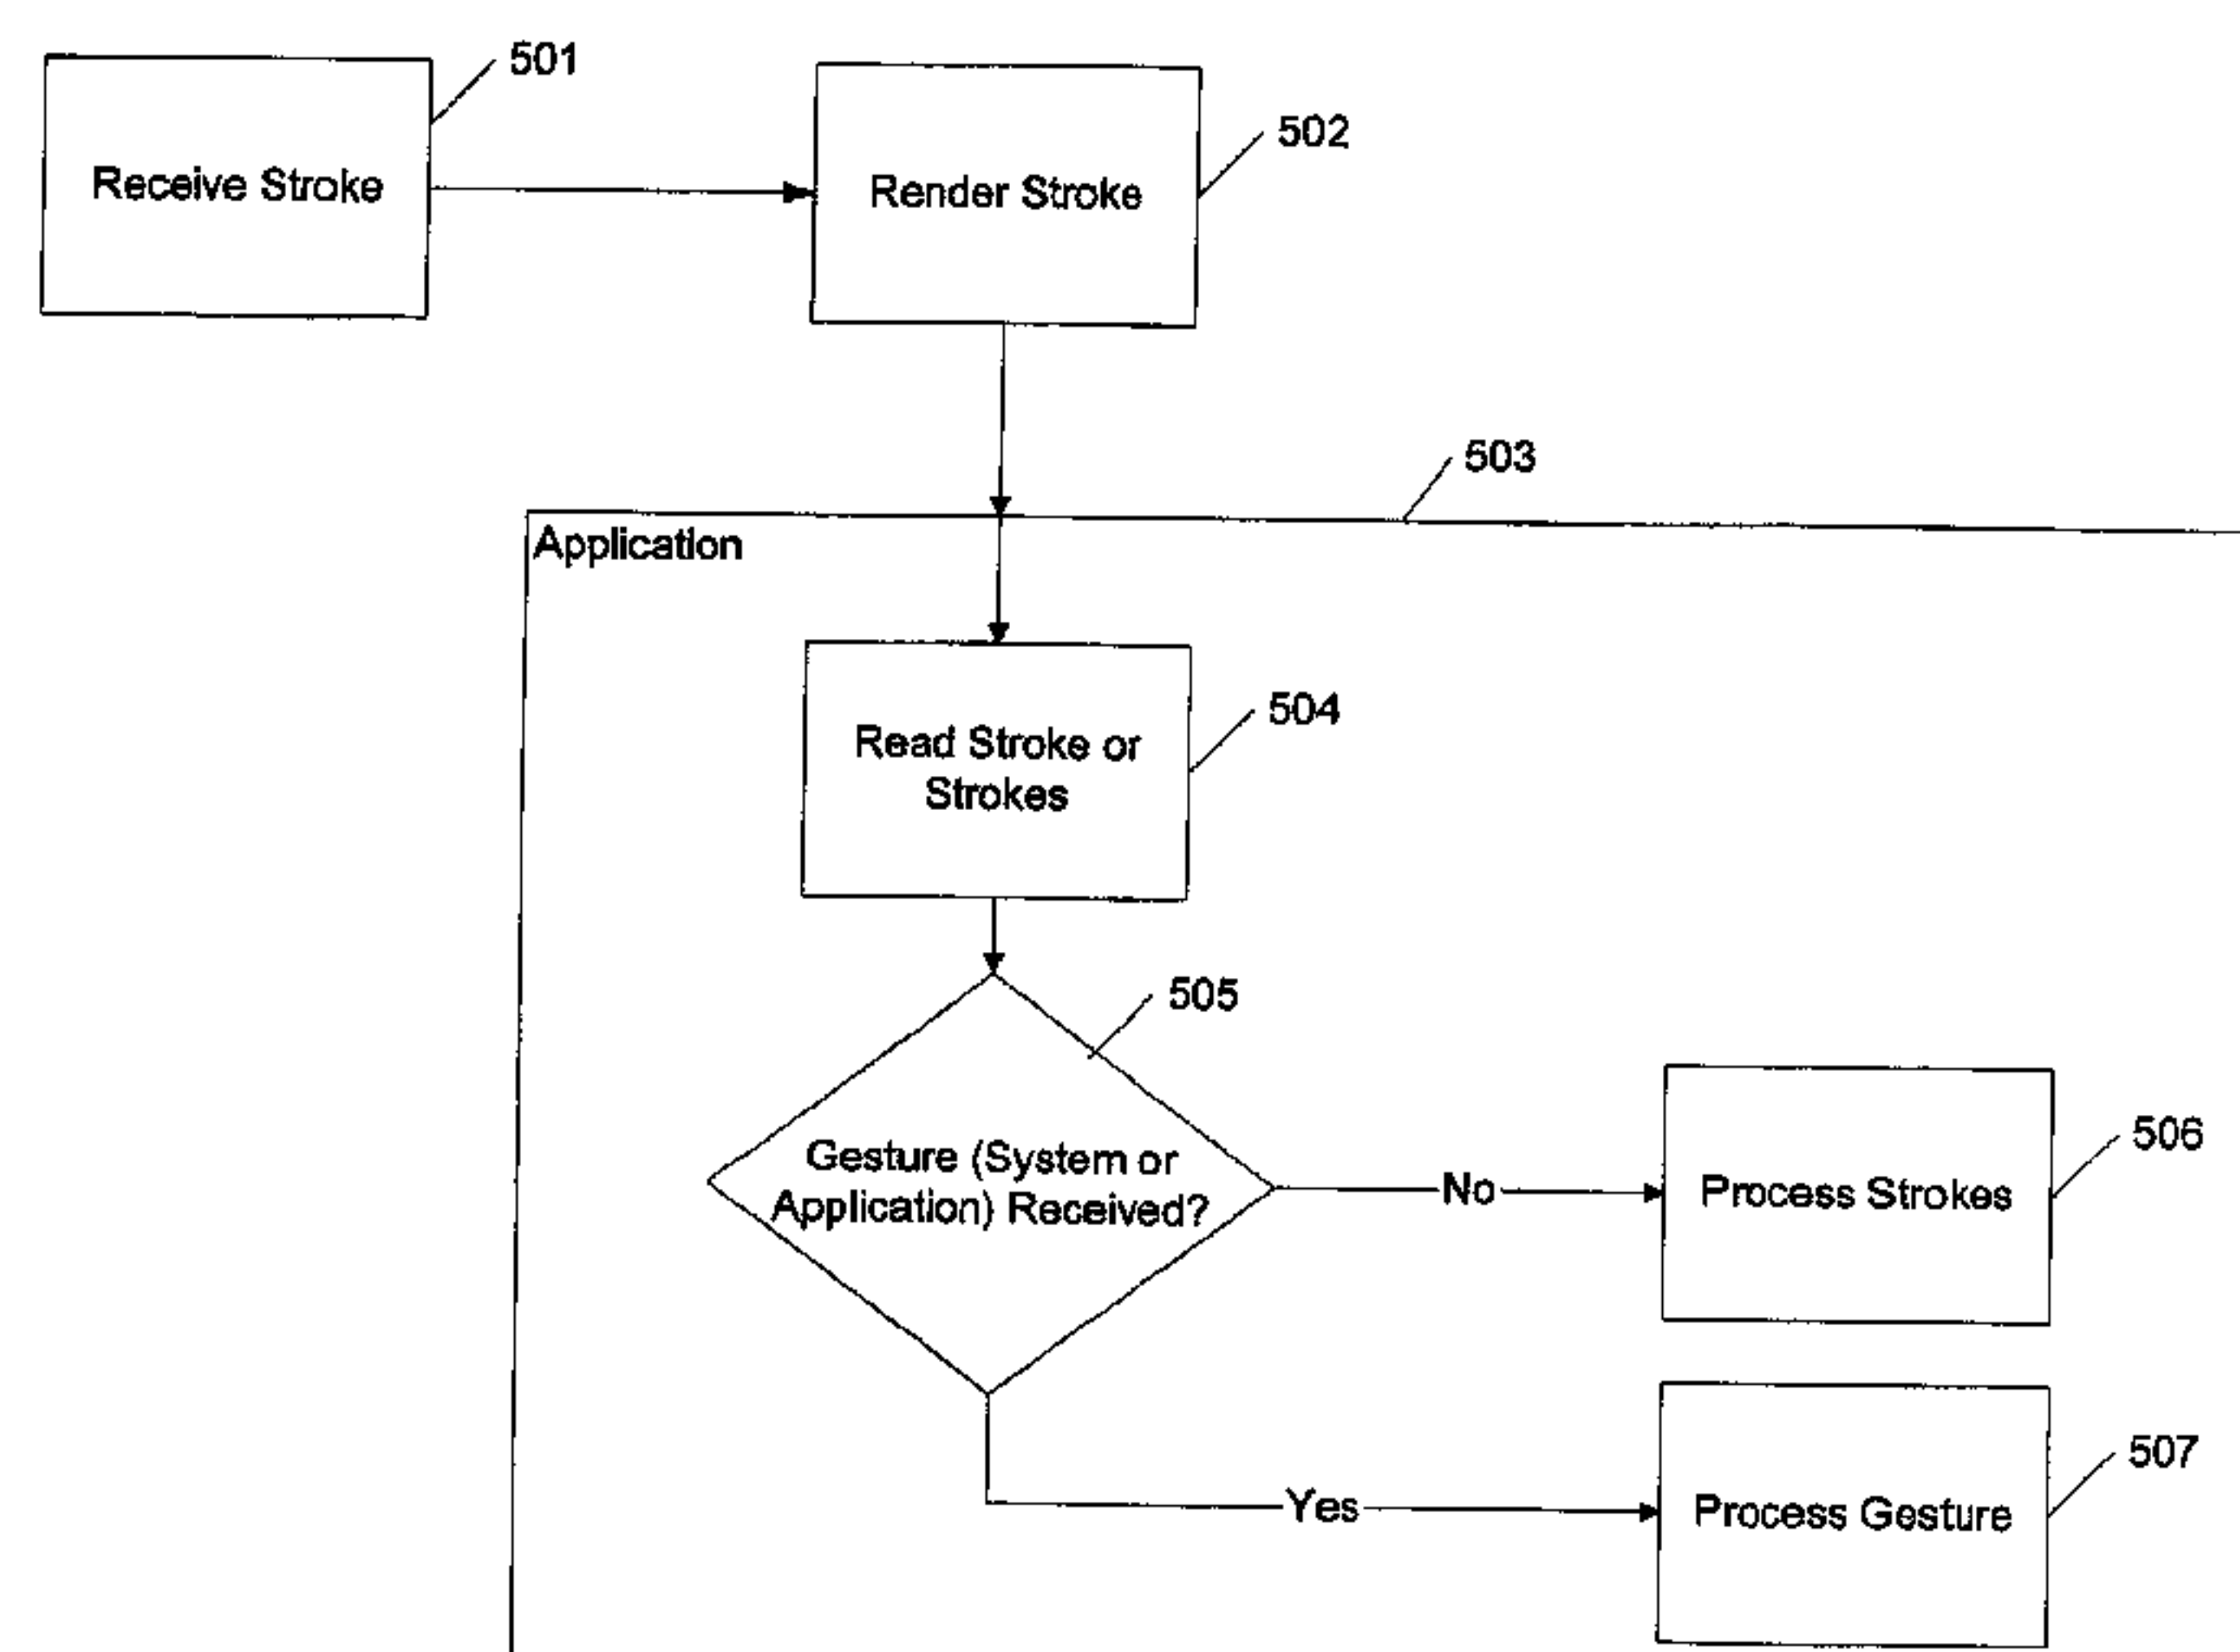 501
Receive Stroke
502
Render Stroke
503
Application
504
Read Stroke or
Strokes
505
Gesture (System or
Application) Received?
No
506
Process Strokes
Yes
507
Process Gesture